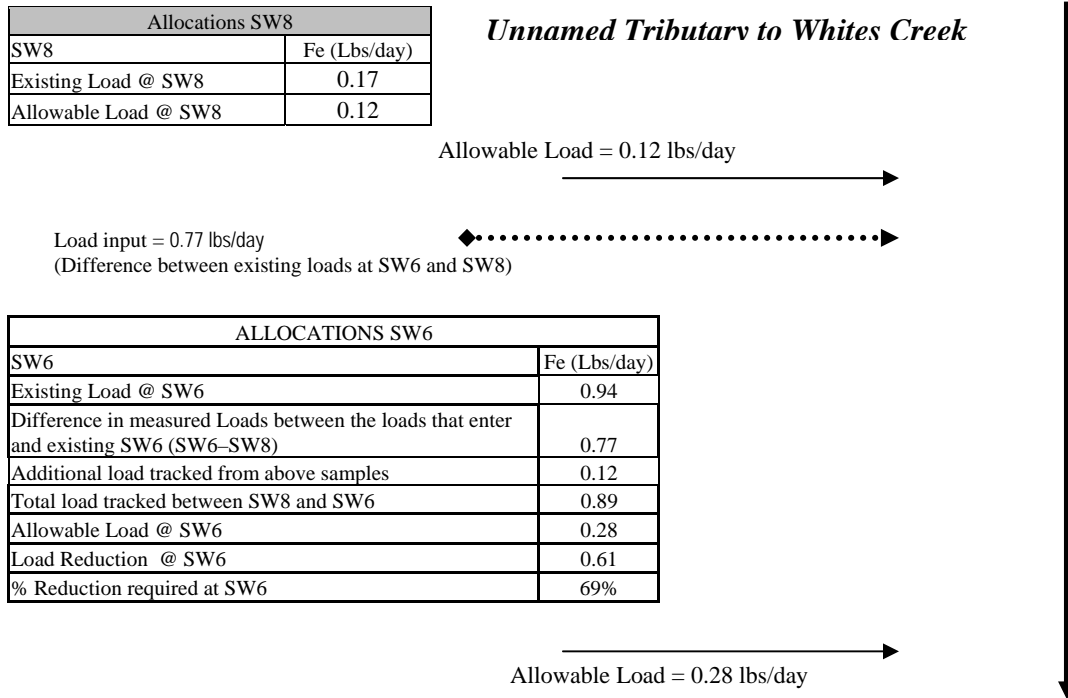 Allocations SW8
SW8 Fe (Lbs/day)
Existing Load @ SW8 0.17
Allowable Load @ SW8 0.12
Unnamed Tributary to Whites Creek
Allowable Load = 0.12 lbs/day
Load input = 0.77 lbs/day
(Difference between existing loads at SW6 and SW8)
ALLOCATIONS SW6
SW6 Fe (Lbs/day)
Existing Load @ SW6 0.94
Difference in measured Loads between the loads that enter
and existing SW6 (SW6–SW8) 0.77
Additional load tracked from above samples 0.12
Total load tracked between SW8 and SW6 0.89
Allowable Load @ SW6 0.28
Load Reduction @ SW6 0.61
% Reduction required at SW6 69%
Allowable Load = 0.28 lbs/day